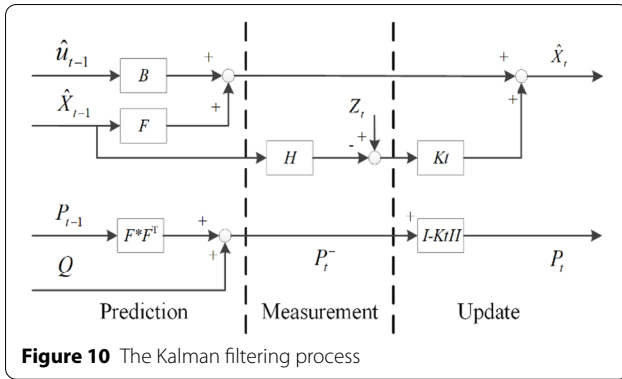 û_{t-1}
B
+
+
X̂_t
X̂_{t-1}
F
+
+
Z_t
H
-
+
Kt
P_{t-1}
F*F^T
+
+
P_t^-
+
I-KtH
P_t
Q
Prediction
Measurement
Update
Figure 10 The Kalman filtering process